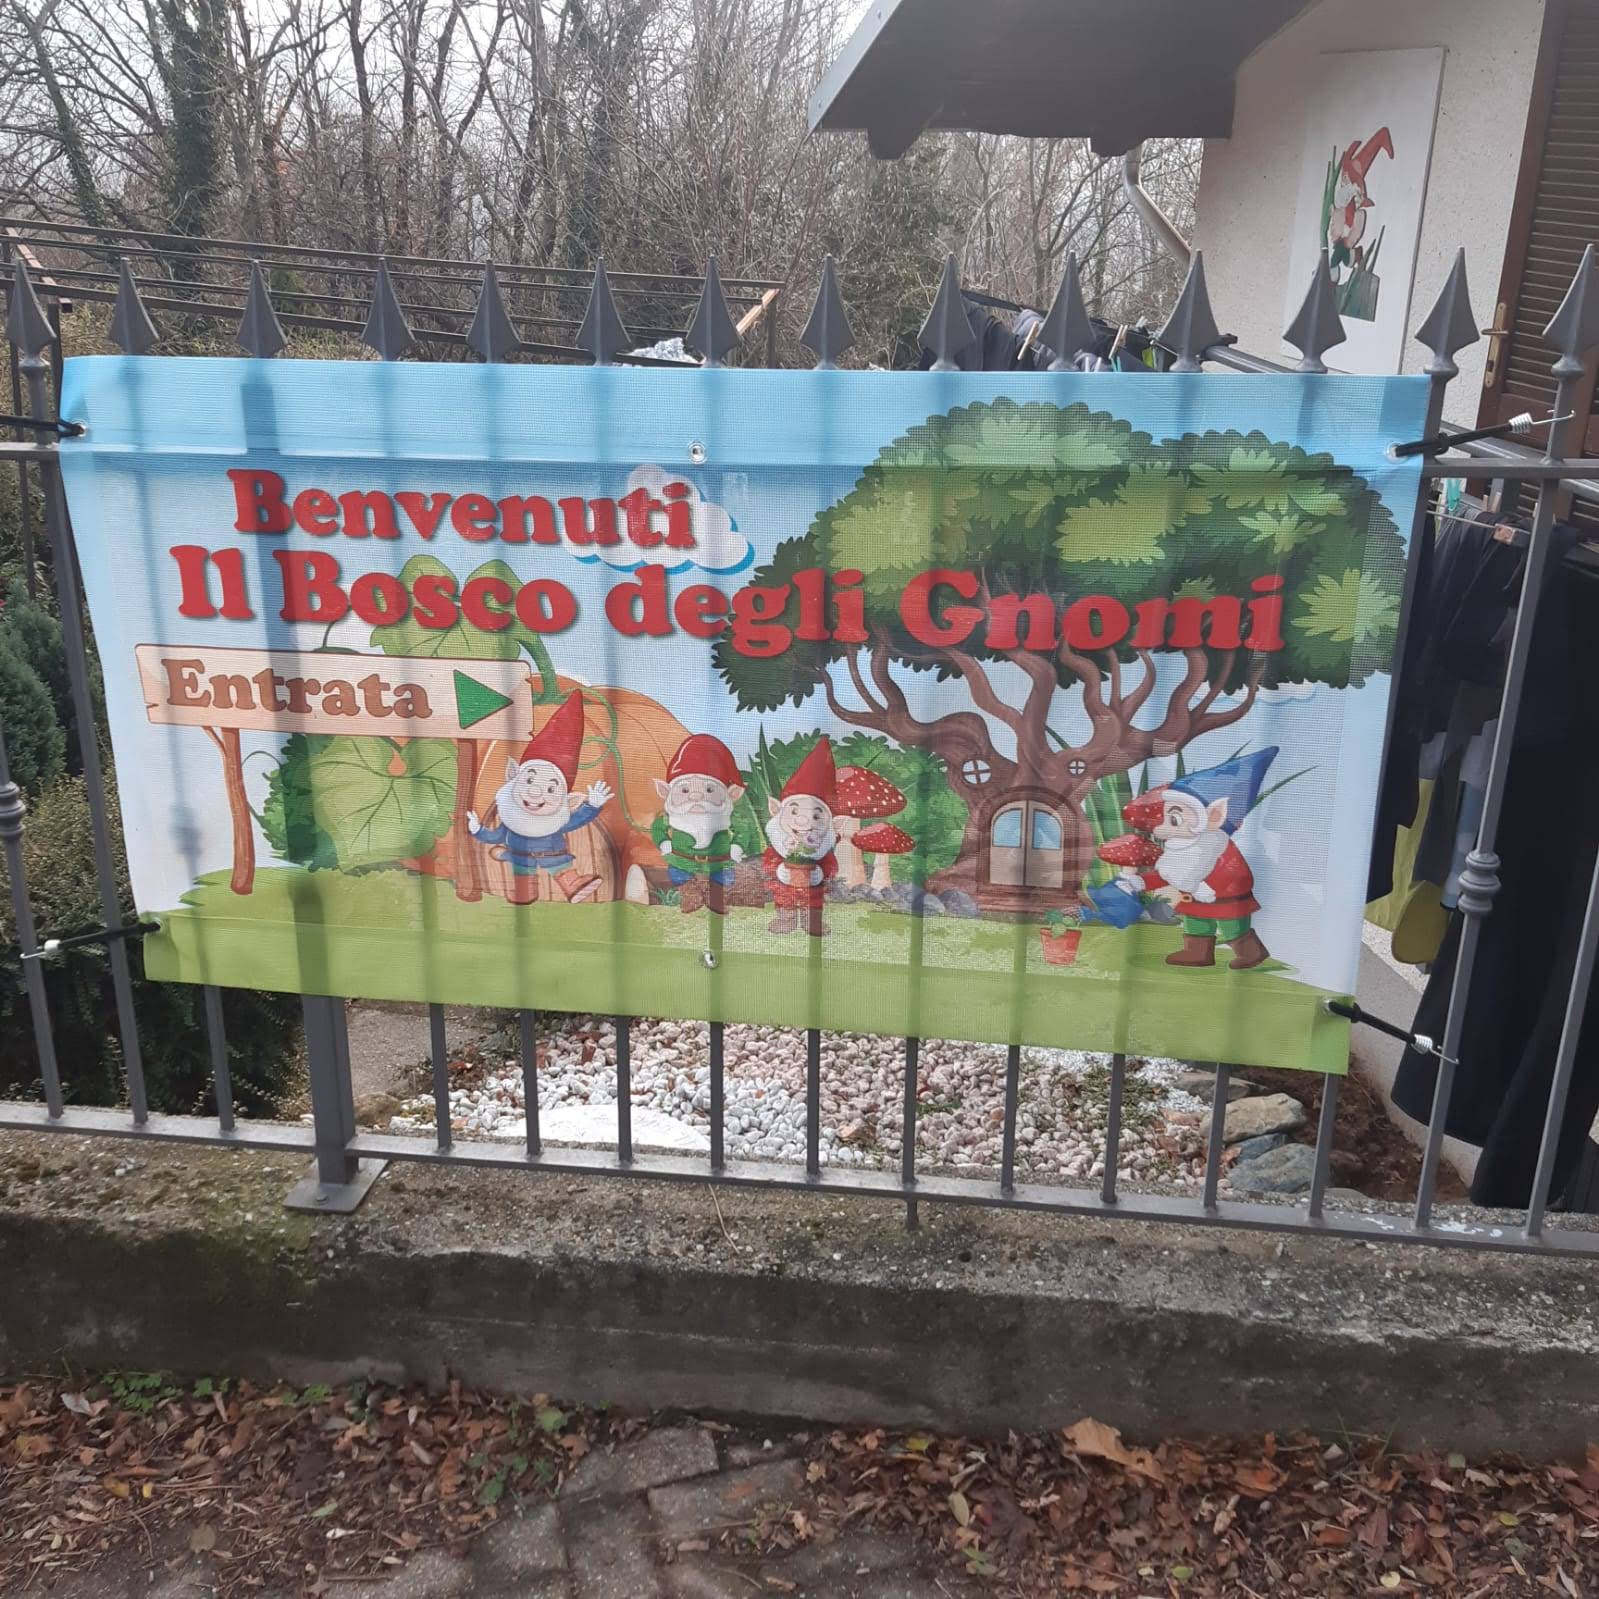 Benvenuti
Il Bosco degli Gnomi
Entrata